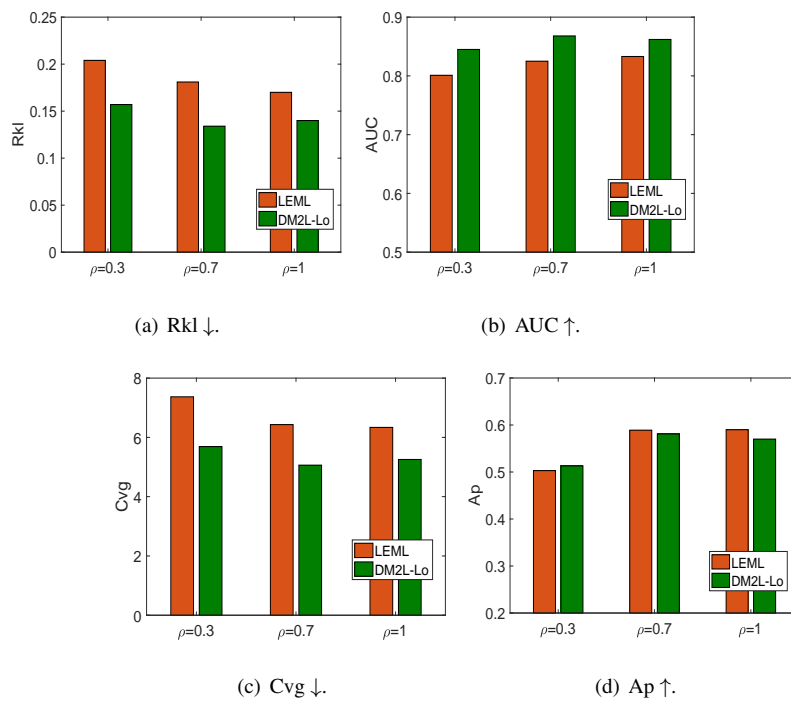 0.25
0.2
0.15
0.1
0.05
0
Rkl
ρ=0.3
ρ=0.7
ρ=1
LEML
DM2L-Lo
(a) Rkl ↓.
0.9
0.8
0.7
0.6
0.5
AUC
ρ=0.3
ρ=0.7
ρ=1
LEML
DM2L-Lo
(b) AUC ↑.
8
6
4
2
0
Cvg
ρ=0.3
ρ=0.7
ρ=1
LEML
DM2L-Lo
(c) Cvg ↓.
0.7
0.6
0.5
0.4
0.3
0.2
Ap
ρ=0.3
ρ=0.7
ρ=1
LEML
DM2L-Lo
(d) Ap ↑.